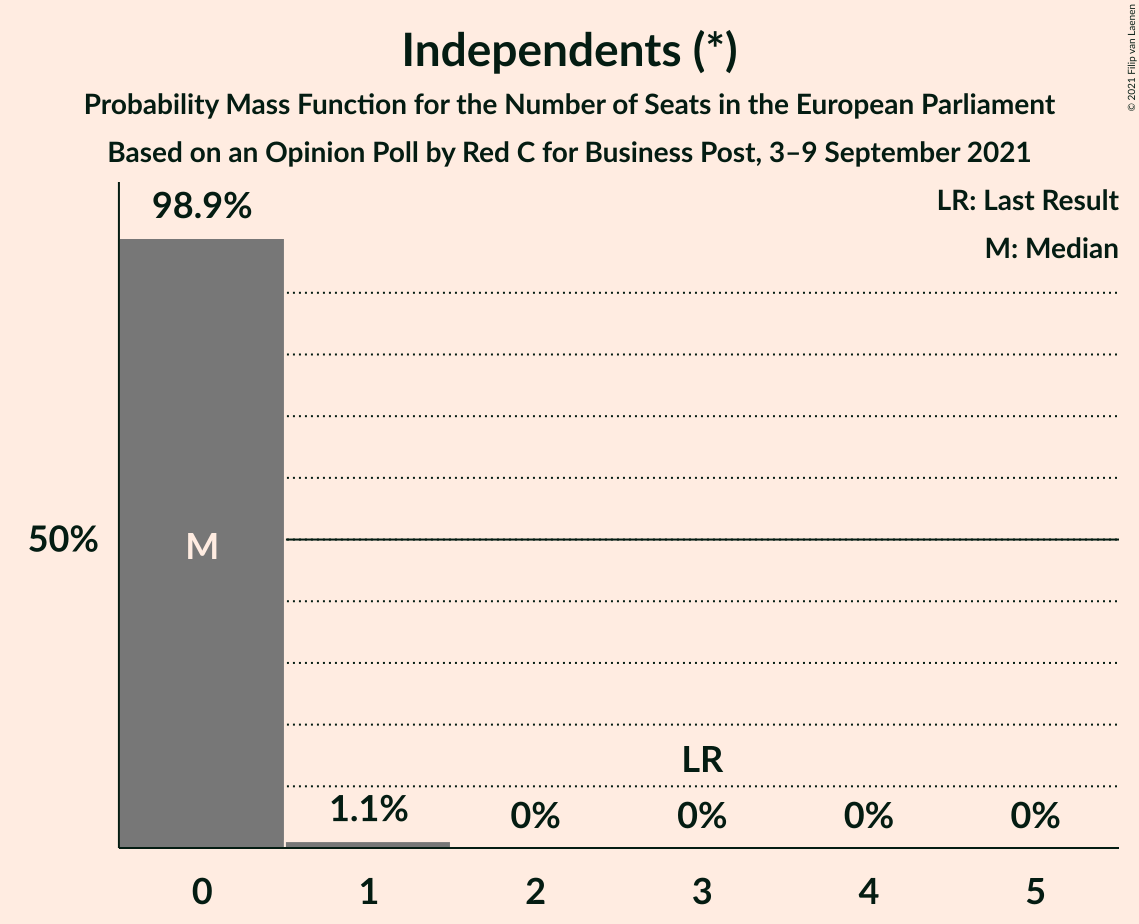 Independents (*)
Probability Mass Function for the Number of Seats in the European Parliament
Based on an Opinion Poll by Red C for Business Post, 3–9 September 2021
© 2021 Filip van Laenen
LR: Last Result
M: Median
98.9%
50%
M
LR
1.1%
0%
0%
0%
0%
0
1
2
3
4
5